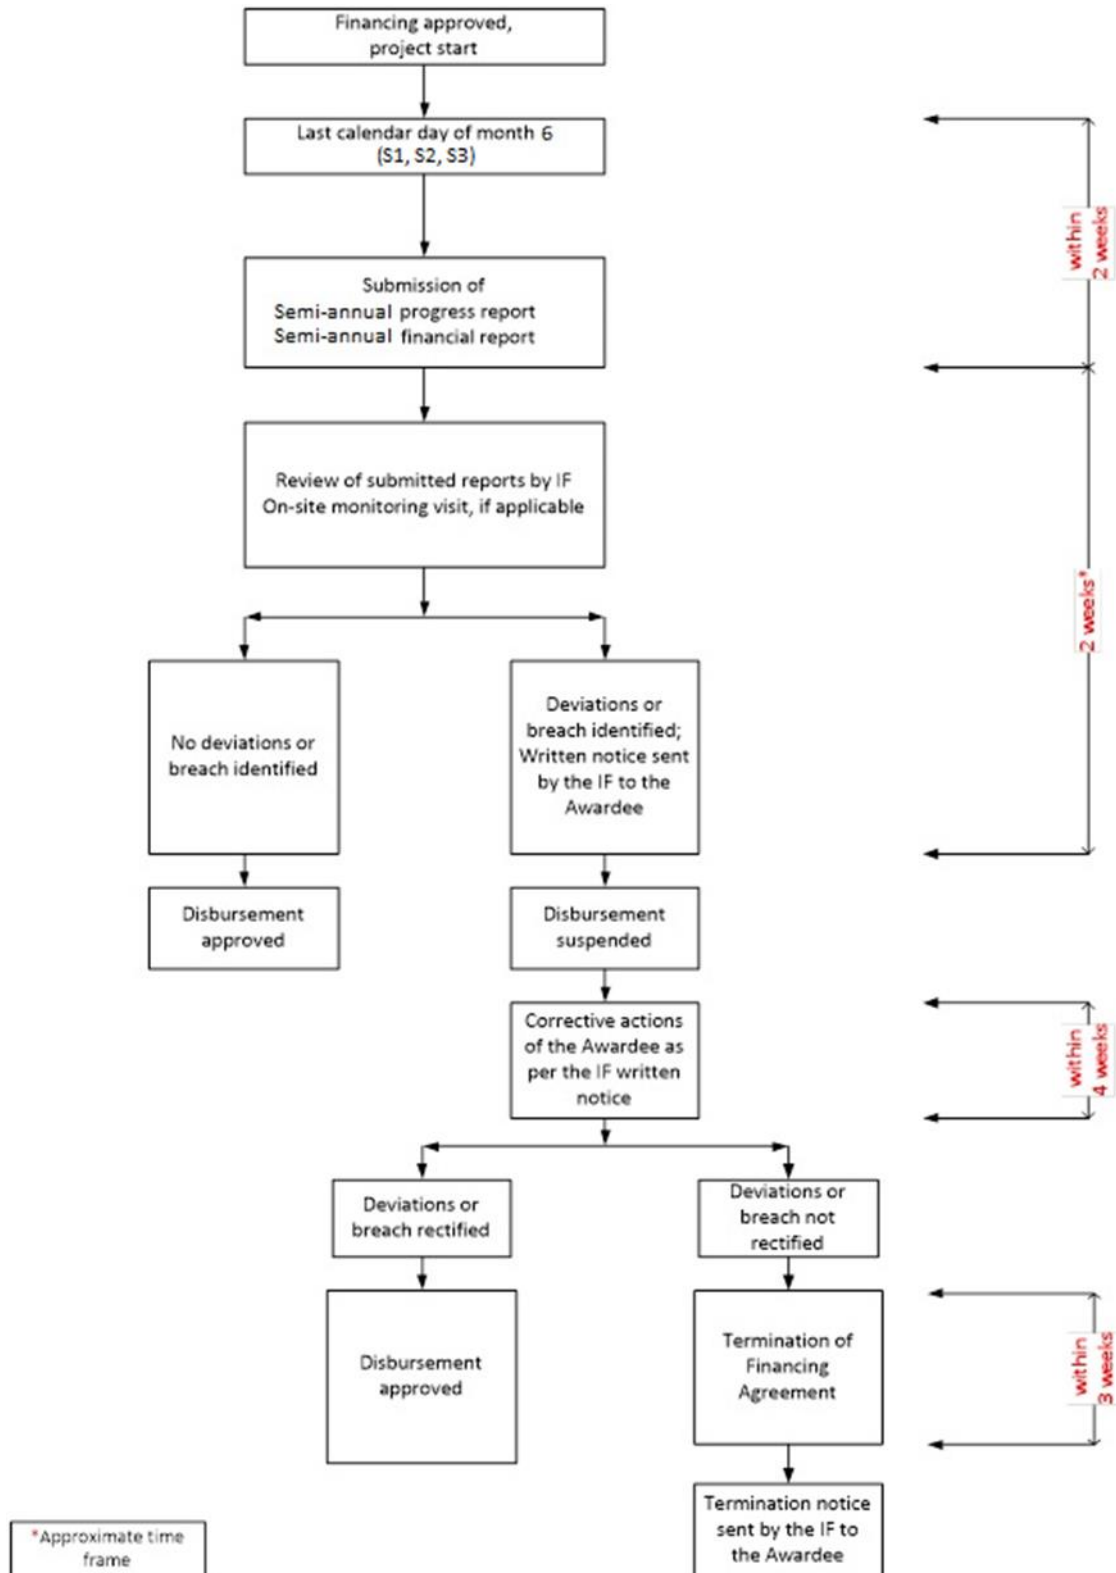 Financing approved,
project start
Last calendar day of month 6
(S1, S2, S3)
within
2 weeks
Submission of
Semi-annual progress report
Semi-annual financial report
Review of submitted reports by IF
On-site monitoring visit, if applicable
2 weeks*
No deviations or
breach identified
Deviations or
breach identified;
Written notice sent
by the IF to the
Awardee
Disbursement
approved
Disbursement
suspended
Corrective actions
of the Awardee as
per the IF written
notice
within
4 weeks
Deviations or
breach rectified
Deviations or
breach not
rectified
Disbursement
approved
Termination of
Financing
Agreement
within
3 weeks
Termination notice
sent by the IF to
the Awardee
*Approximate time
frame